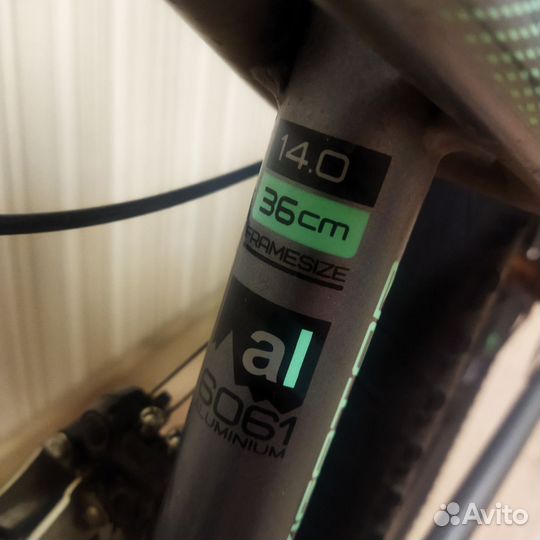 14.0
36cm
FRAMESIZE
al
6061
ALUMINIUM
Avito